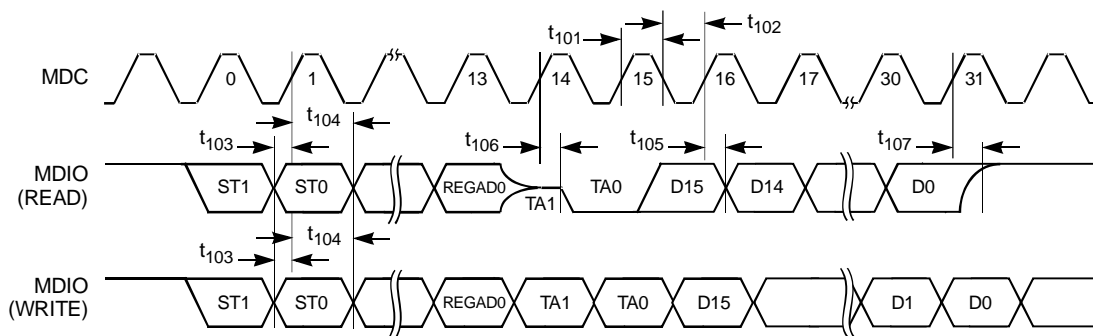 t101 t102
MDC 0 1 13 14 15 16 17 30 31
t103 t104 t106 t105 t107
MDIO
(READ) ST1 ST0 REGAD0 TA1 TA0 D15 D14 D0
t103 t104
MDIO
(WRITE) ST1 ST0 REGAD0 TA1 TA0 D15 D1 D0